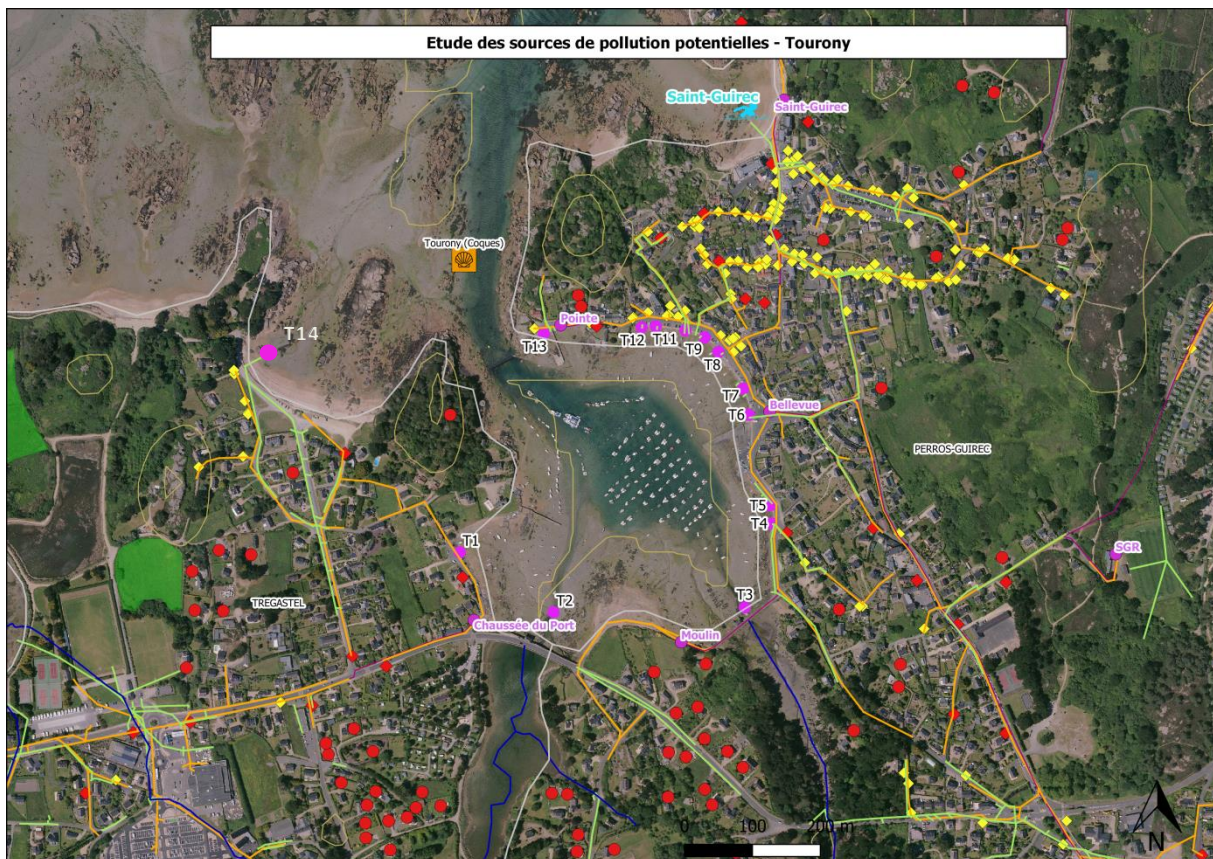 Etude des sources de pollution potentielles - Tourony
Saint-Guirec
Saint-Guirec
Tourony (Coques)
T14
Pointe
T13
T12
T11
T9
T8
T7
T6
Bellevue
PERROS-GUIREC
T5
T4
SGR
T1
TREGASTEL
T2
T3
Chaussée du Port
Moulin
0 100 200 m
N